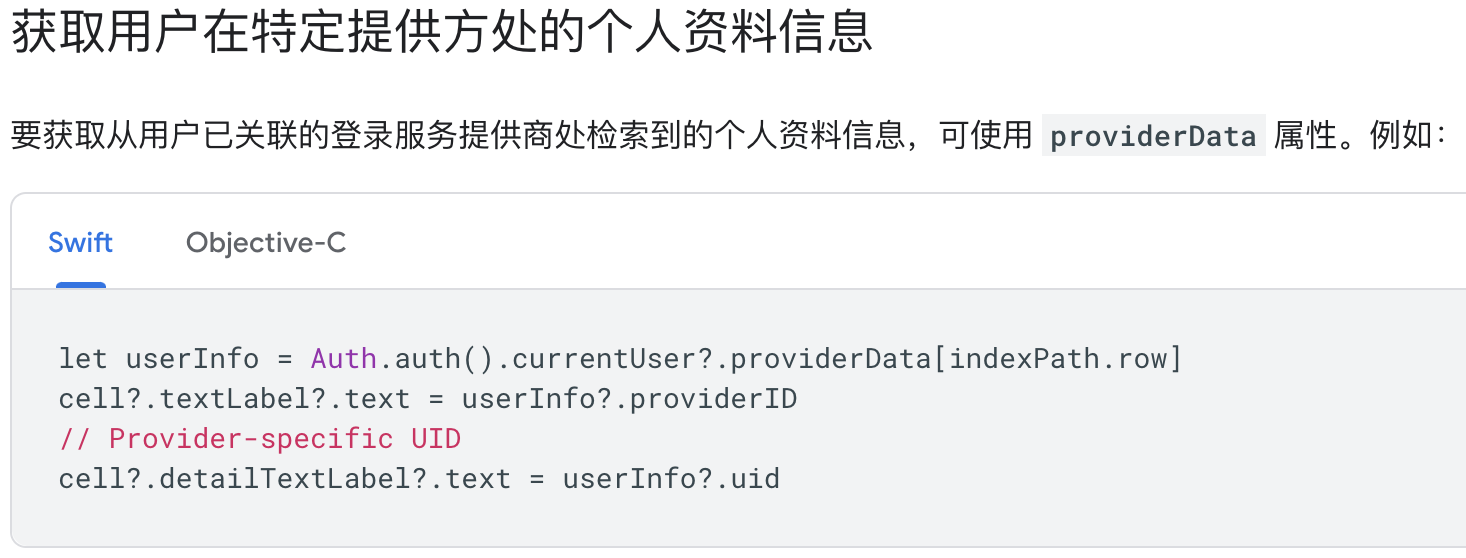 获取用户在特定提供方处的个人资料信息
要获取从用户已关联的登录服务提供商处检索到的个人资料信息，可使用 providerData 属性。例如：
Swift Objective-C
let userInfo = Auth.auth().currentUser?.providerData[indexPath.row]
cell?.textLabel?.text = userInfo?.providerID
// Provider-specific UID
cell?.detailTextLabel?.text = userInfo?.uid